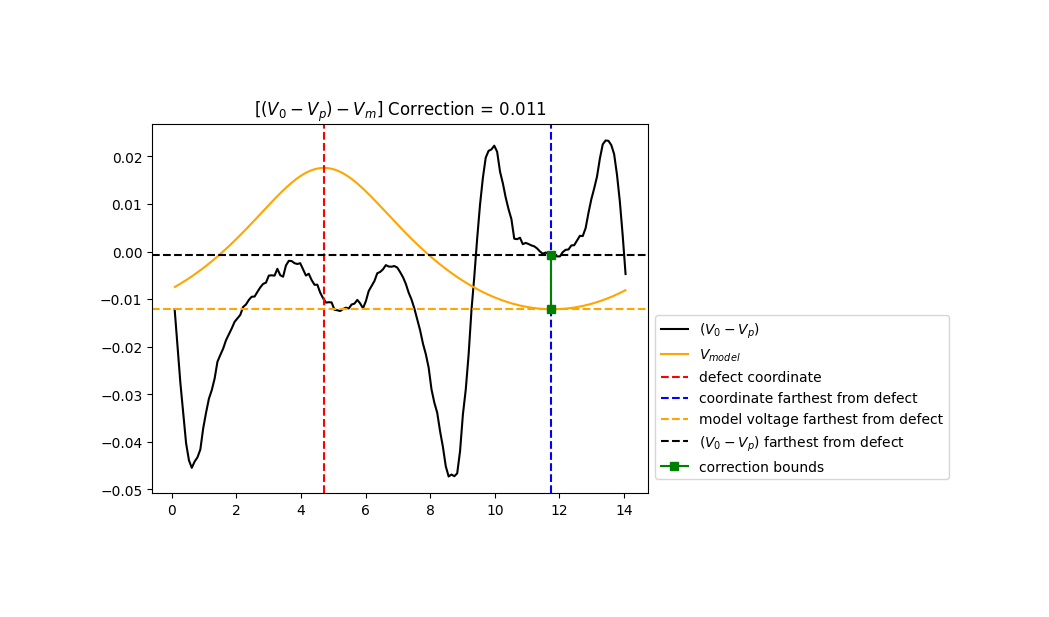 [(V₀ − Vₚ) − Vₘ] Correction = 0.011
0.02
0.01
0.00
−0.01
−0.02
−0.03
−0.04
−0.05
0 2 4 6 8 10 12 14
(V₀ − Vₚ)
Vₘₒdₑₗ
defect coordinate
coordinate farthest from defect
model voltage farthest from defect
(V₀ − Vₚ) farthest from defect
correction bounds